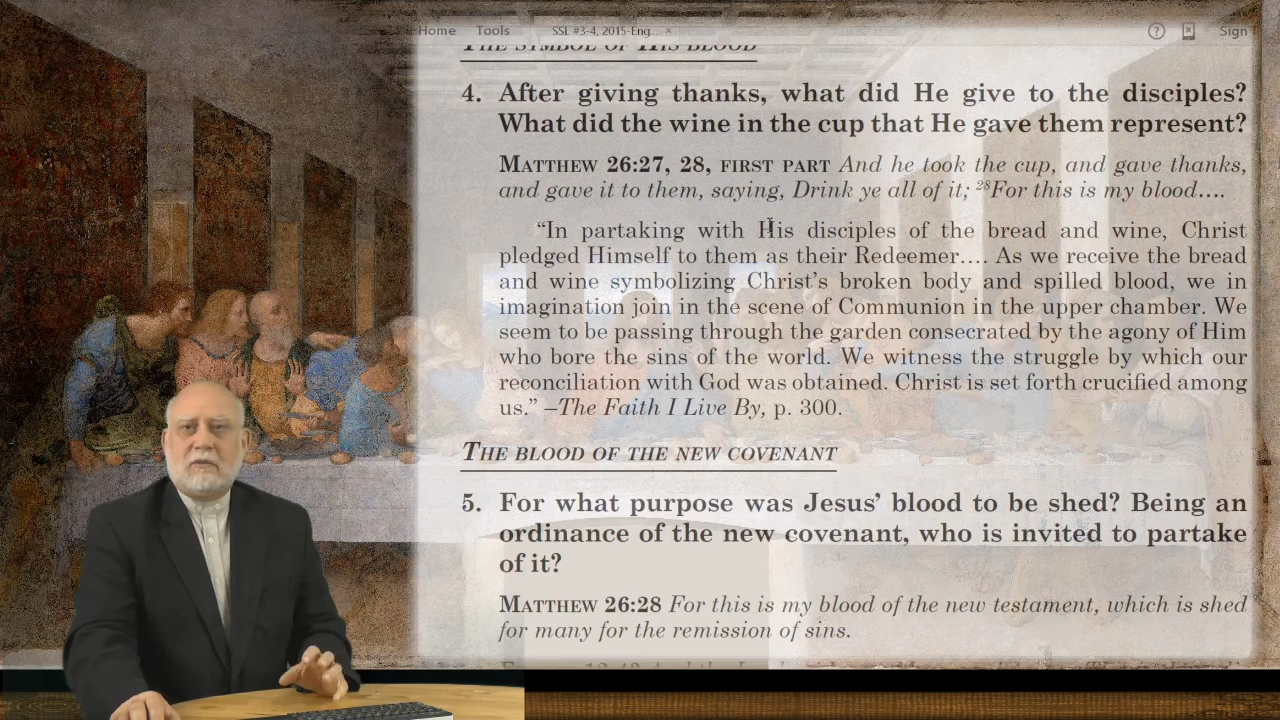 Home Tools SSL #3-4, 2015-Eng... × Sign
THE SYMBOL OF HIS BLOOD
4. After giving thanks, what did He give to the disciples?
What did the wine in the cup that He gave them represent?
MATTHEW 26:27, 28, FIRST PART And he took the cup, and gave thanks,
and gave it to them, saying, Drink ye all of it; ²⁸For this is my blood....
“In partaking with His disciples of the bread and wine, Christ
pledged Himself to them as their Redeemer.... As we receive the bread
and wine symbolizing Christ’s broken body and spilled blood, we in
imagination join in the scene of Communion in the upper chamber. We
seem to be passing through the garden consecrated by the agony of Him
who bore the sins of the world. We witness the struggle by which our
reconciliation with God was obtained. Christ is set forth crucified among
us.” –The Faith I Live By, p. 300.
THE BLOOD OF THE NEW COVENANT
5. For what purpose was Jesus’ blood to be shed? Being an
ordinance of the new covenant, who is invited to partake
of it?
MATTHEW 26:28 For this is my blood of the new testament, which is shed
for many for the remission of sins.